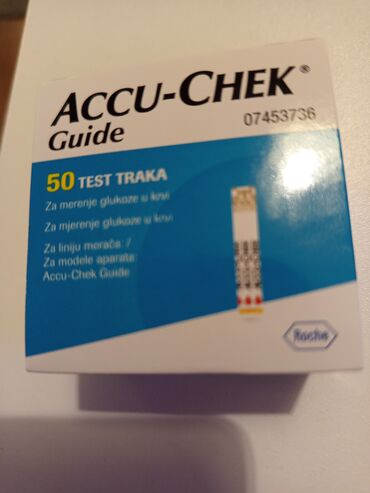 ACCU-CHEK®
Guide
07453736
50 TEST TRAKA
Za merenje glukoze u krvi
Za mjerenje glukoze u krvi
Za liniju merača: /
Za modele aparata:
Accu-Chek Guide
Roche